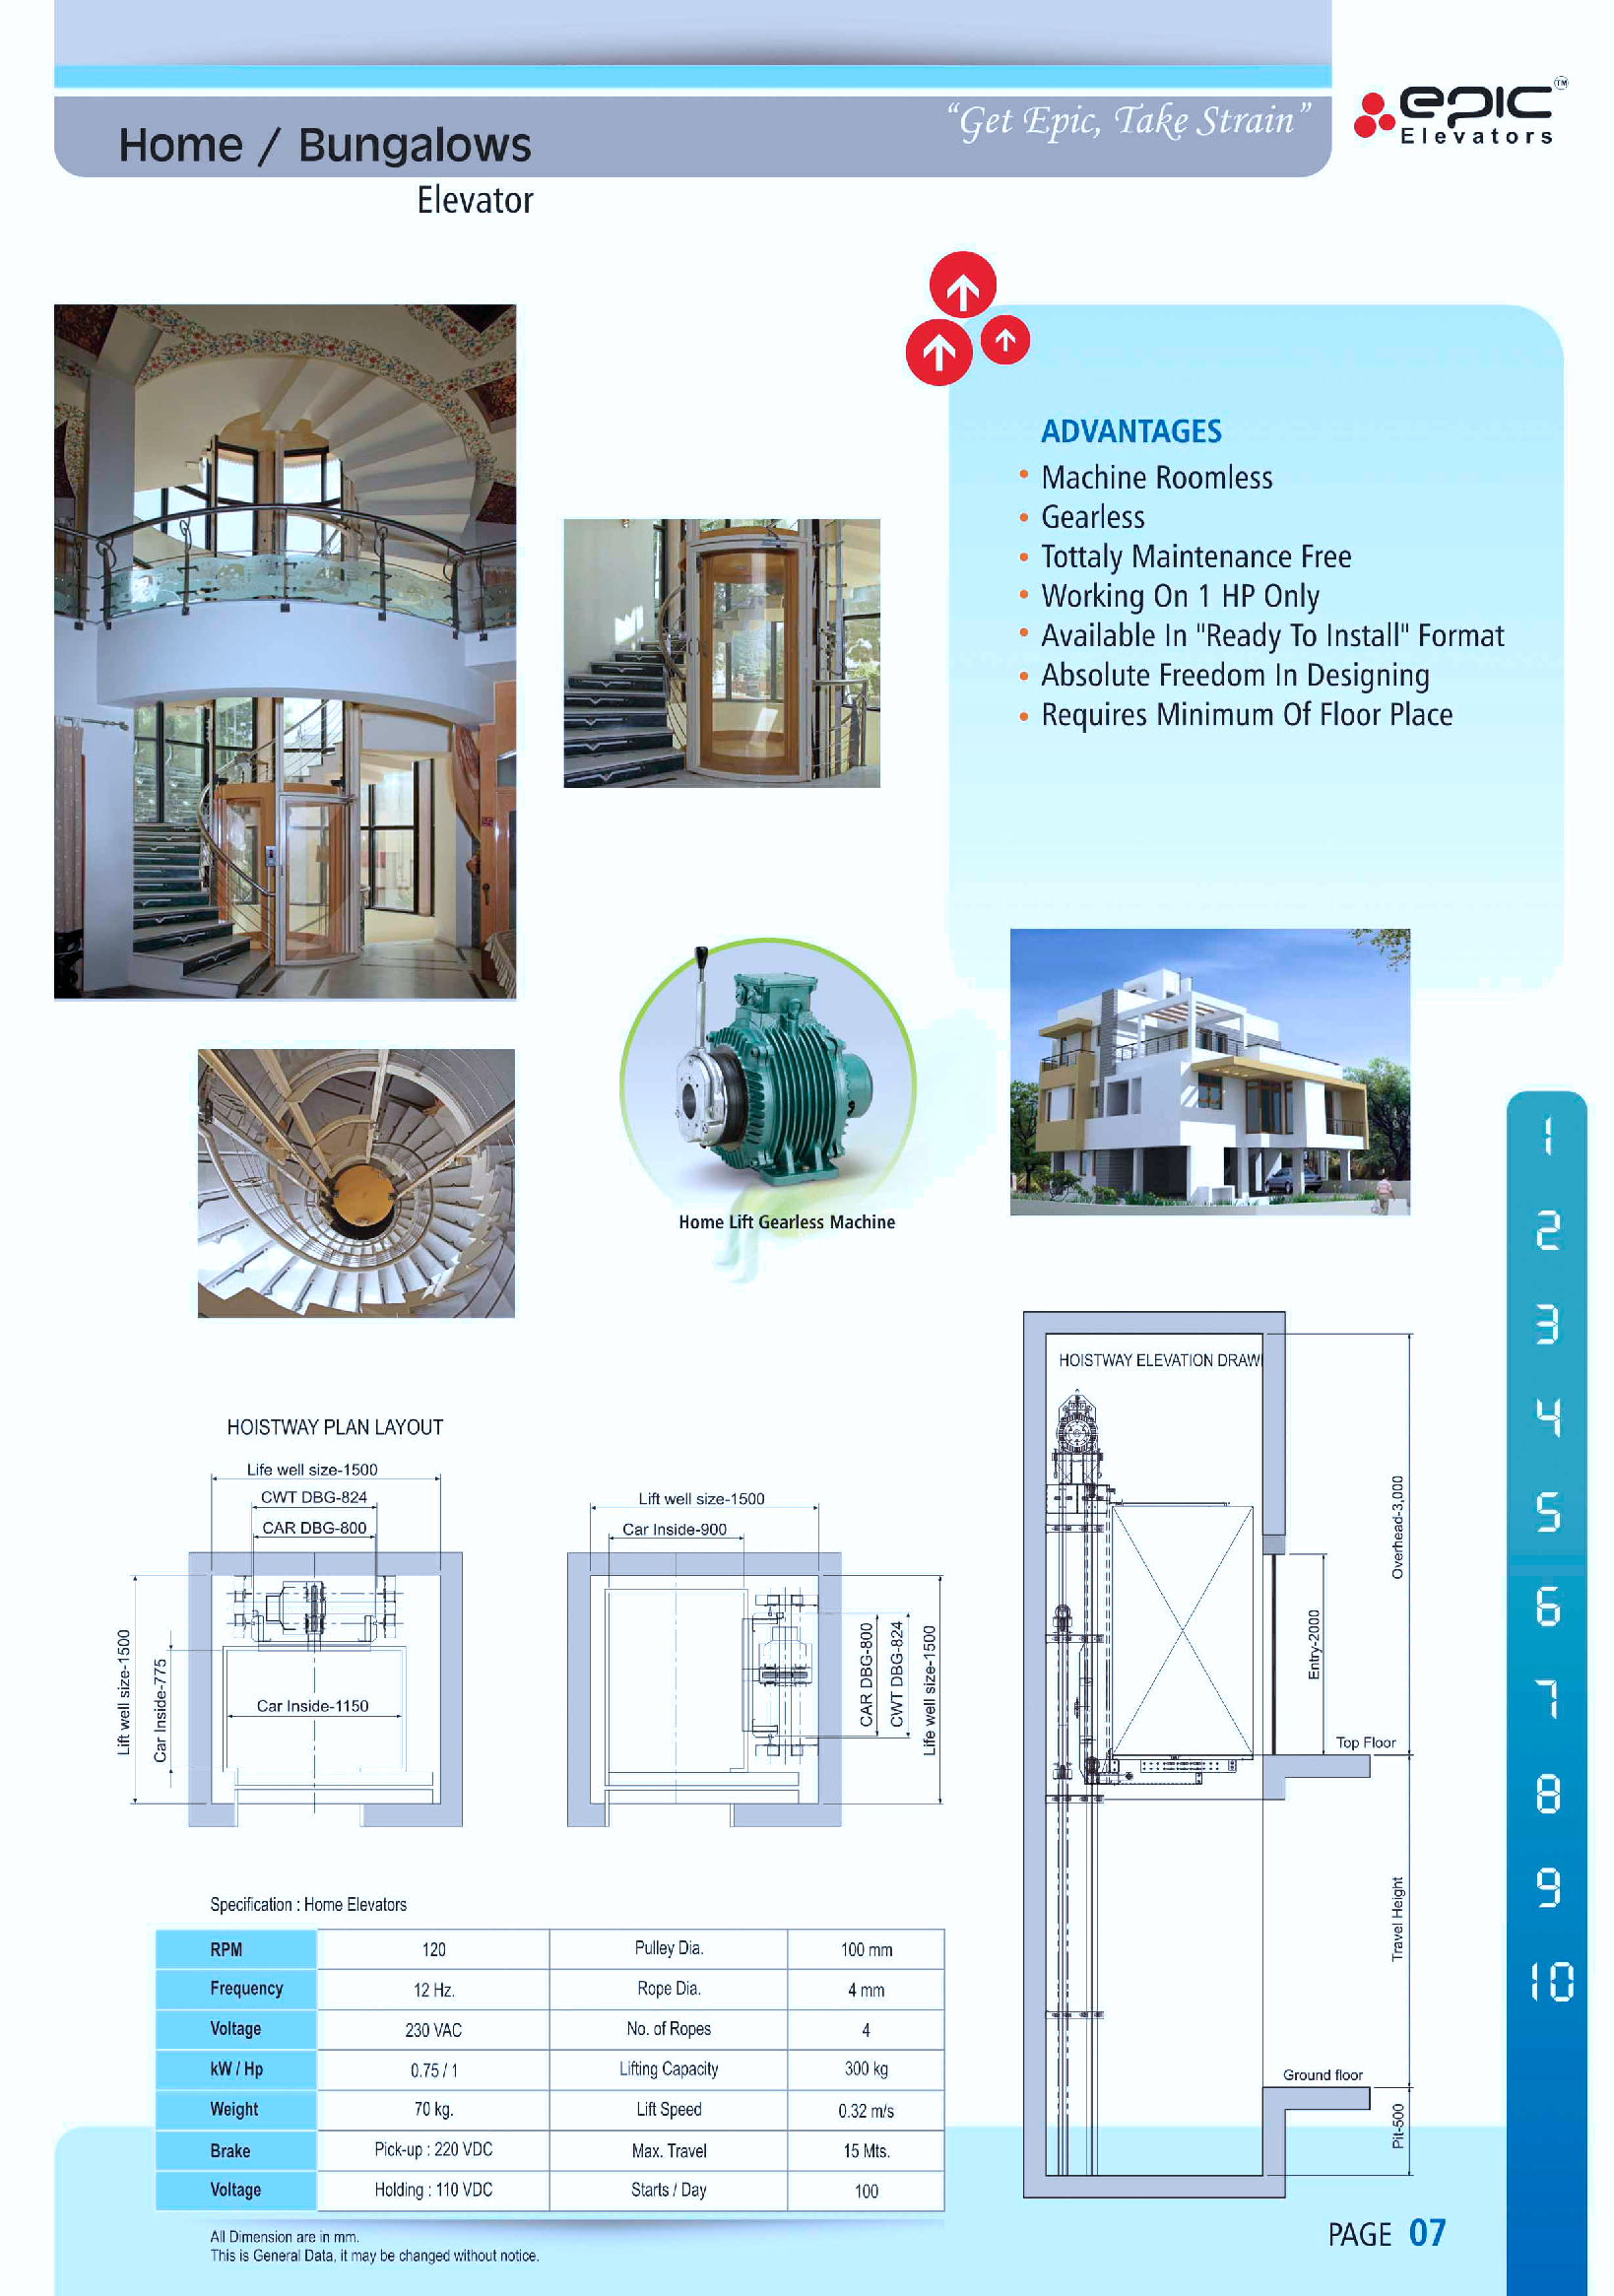 "Get Epic, Take Strain"
epic TM
Elevators
Home / Bungalows
Elevator
ADVANTAGES
• Machine Roomless
• Gearless
• Tottaly Maintenance Free
• Working On 1 HP Only
• Available In "Ready To Install" Format
• Absolute Freedom In Designing
• Requires Minimum Of Floor Place
Home Lift Gearless Machine
HOISTWAY PLAN LAYOUT
Life well size-1500
CWT DBG-824
CAR DBG-800
Lift well size-1500
Car Inside-775
Car Inside-1150
Lift well size-1500
Car Inside-900
CAR DBG-800
CWT DBG-824
Life well size-1500
HOISTWAY ELEVATION DRAWI
Overhead-3,000
Entry-2000
Top Floor
Travel Height
Ground floor
Pit-500
Specification : Home Elevators
RPM 120 Pulley Dia. 100 mm
Frequency 12 Hz. Rope Dia. 4 mm
Voltage 230 VAC No. of Ropes 4
kW / Hp 0.75 / 1 Lifting Capacity 300 kg
Weight 70 kg. Lift Speed 0.32 m/s
Brake Pick-up : 220 VDC Max. Travel 15 Mts.
Voltage Holding : 110 VDC Starts / Day 100
All Dimension are in mm.
This is General Data, it may be changed without notice.
1
2
3
4
5
6
7
8
9
10
PAGE 07